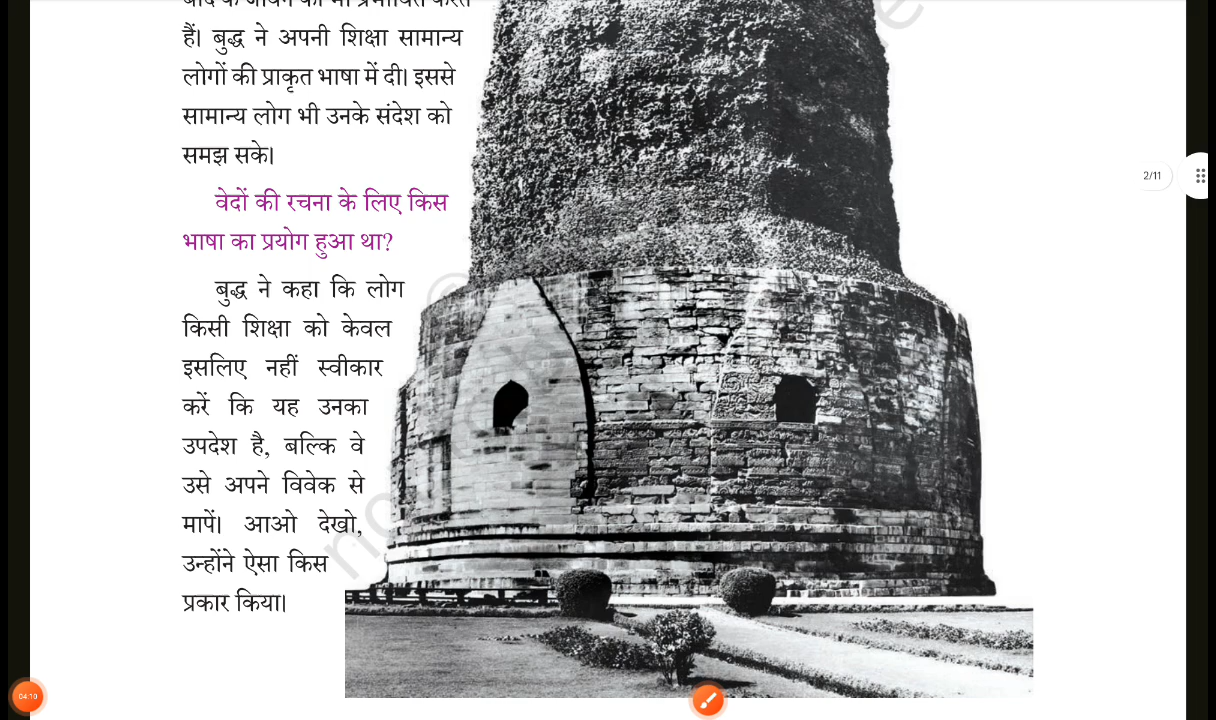 हैं। बुद्ध ने अपनी शिक्षा सामान्य
लोगों की प्राकृत भाषा में दी। इससे
सामान्य लोग भी उनके संदेश को
समझ सके।
वेदों की रचना के लिए किस
भाषा का प्रयोग हुआ था?
बुद्ध ने कहा कि लोग
किसी शिक्षा को केवल
इसलिए नहीं स्वीकार
करें कि यह उनका
उपदेश है, बल्कि वे
उसे अपने विवेक से
मापें। आओ देखो,
उन्होंने ऐसा किस
प्रकार किया।
2/11
04:10